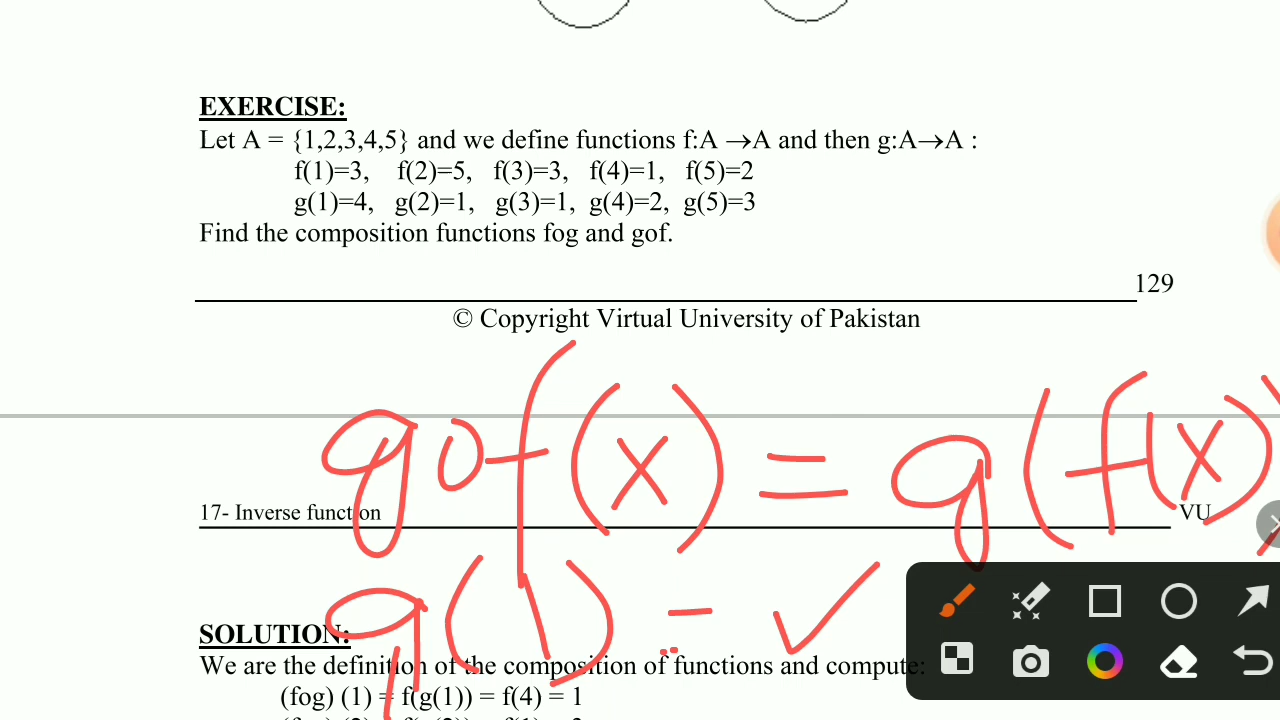 EXERCISE:
Let A = {1,2,3,4,5} and we define functions f:A →A and then g:A→A :
f(1)=3, f(2)=5, f(3)=3, f(4)=1, f(5)=2
g(1)=4, g(2)=1, g(3)=1, g(4)=2, g(5)=3
Find the composition functions fog and gof.
129
© Copyright Virtual University of Pakistan
gof(x) = g(f(x)
17- Inverse function
VU
g(1) = ✓
SOLUTION:
We are the definition of the composition of functions and compute:
(fog) (1) = f(g(1)) = f(4) = 1